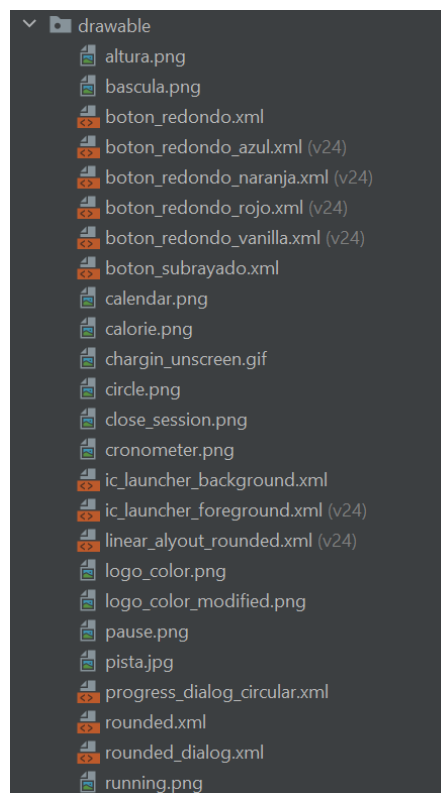 drawable
altura.png
bascula.png
boton_redondo.xml
boton_redondo_azul.xml (v24)
boton_redondo_naranja.xml (v24)
boton_redondo_rojo.xml (v24)
boton_redondo_vanilla.xml (v24)
boton_subrayado.xml
calendar.png
calorie.png
chargin_unscreen.gif
circle.png
close_session.png
cronometer.png
ic_launcher_background.xml
ic_launcher_foreground.xml (v24)
linear_alyout_rounded.xml (v24)
logo_color.png
logo_color_modified.png
pause.png
pista.jpg
progress_dialog_circular.xml
rounded.xml
rounded_dialog.xml
running.png